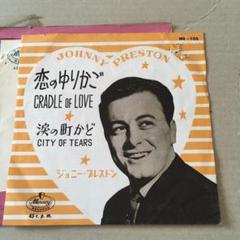 JOHNNY PRESTON
恋のゆりかご
CRADLE OF LOVE
涙の町かど
CITY OF TEARS
ジョニー・プレストン
Mercury
45 r.p.m.